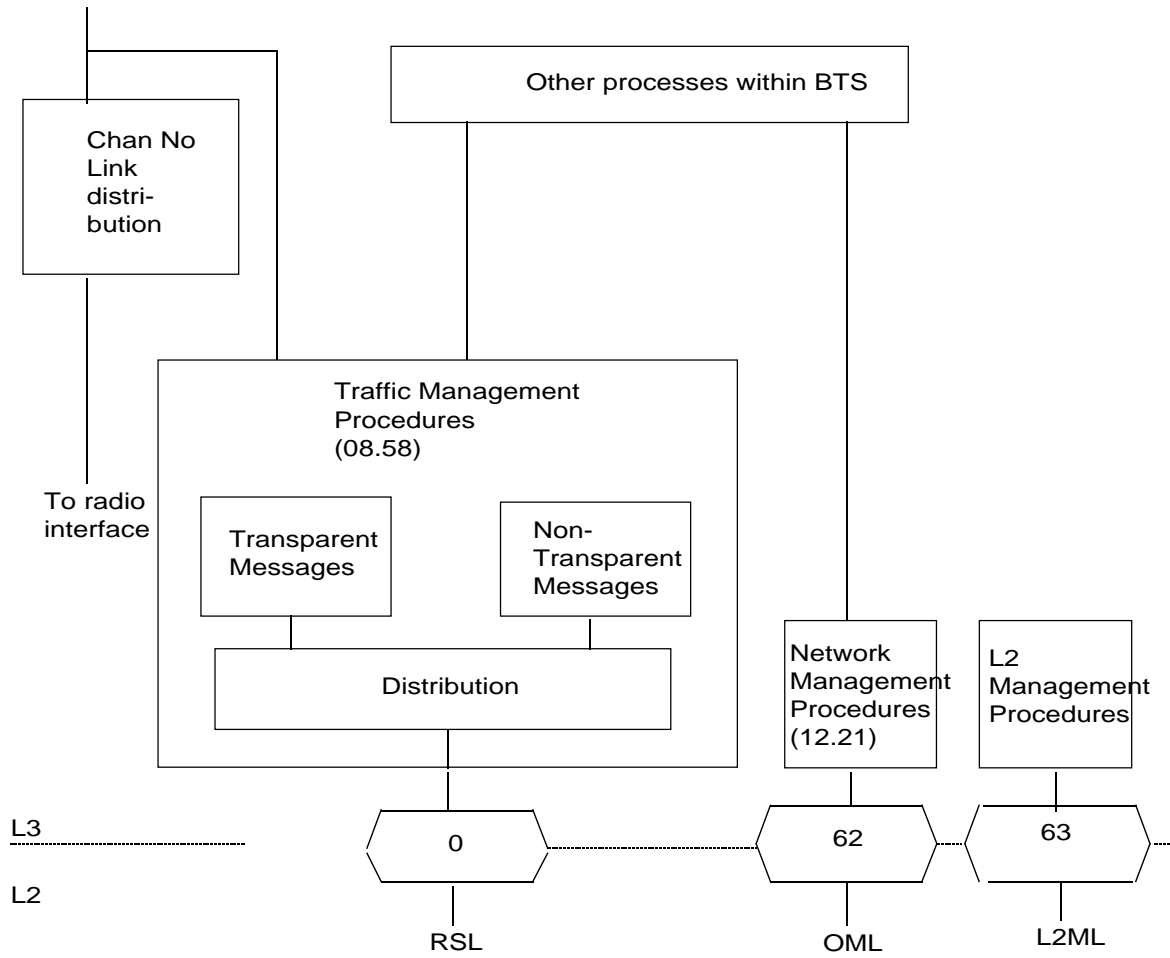 Other processes within BTS
Chan No
Link
distri-
bution
Traffic Management
Procedures
(08.58)
To radio
interface
Transparent
Messages
Non-
Transparent
Messages
Distribution
Network
Management
Procedures
(12.21)
L2
Management
Procedures
L3
0
62
63
L2
RSL
OML
L2ML